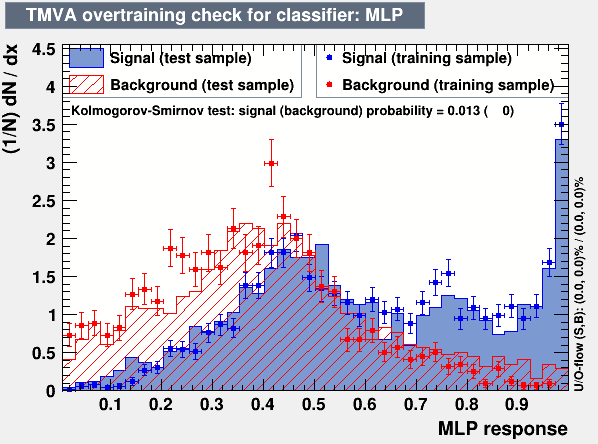 TMVA overtraining check for classifier: MLP
(1/N) dN / dx
4.5
4
3.5
3
2.5
2
1.5
1
0.5
0
Signal (test sample)
Background (test sample)
Signal (training sample)
Background (training sample)
Kolmogorov-Smirnov test: signal (background) probability = 0.013 ( 0)
U/O-flow (S,B): (0.0, 0.0)% / (0.0, 0.0)%
0.1 0.2 0.3 0.4 0.5 0.6 0.7 0.8 0.9
MLP response